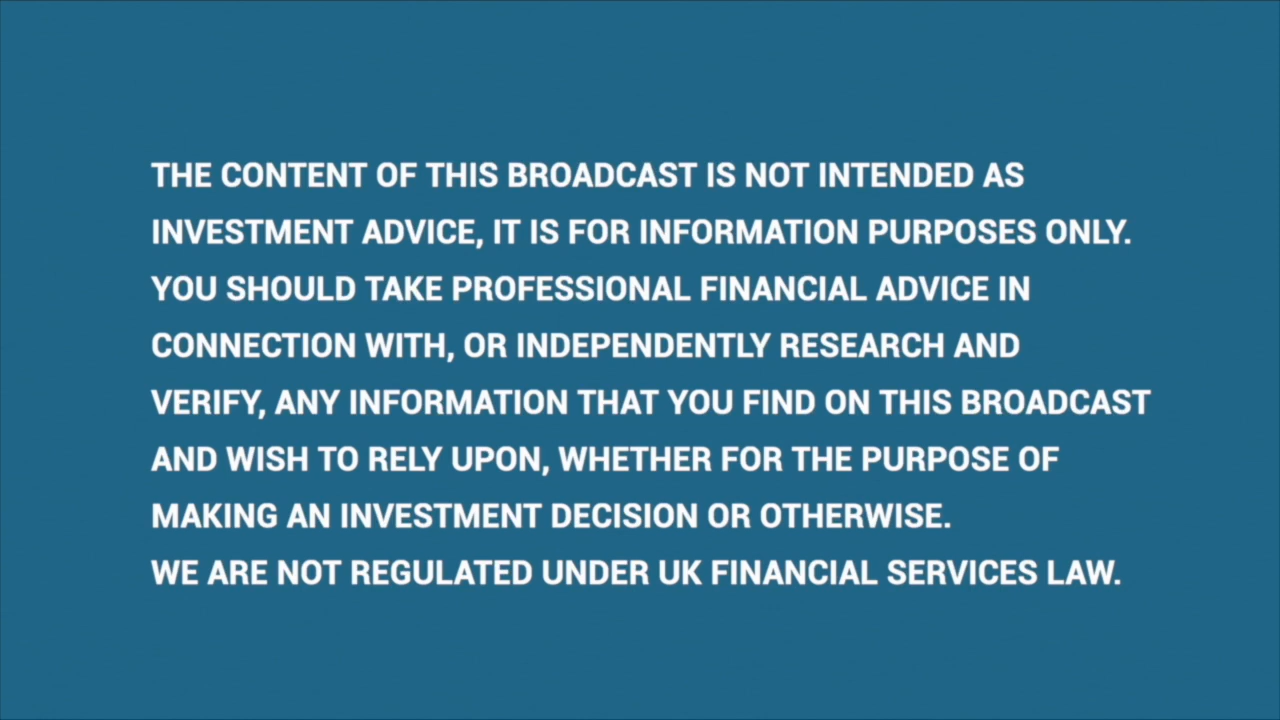 THE CONTENT OF THIS BROADCAST IS NOT INTENDED AS
INVESTMENT ADVICE, IT IS FOR INFORMATION PURPOSES ONLY.
YOU SHOULD TAKE PROFESSIONAL FINANCIAL ADVICE IN
CONNECTION WITH, OR INDEPENDENTLY RESEARCH AND
VERIFY, ANY INFORMATION THAT YOU FIND ON THIS BROADCAST
AND WISH TO RELY UPON, WHETHER FOR THE PURPOSE OF
MAKING AN INVESTMENT DECISION OR OTHERWISE.
WE ARE NOT REGULATED UNDER UK FINANCIAL SERVICES LAW.